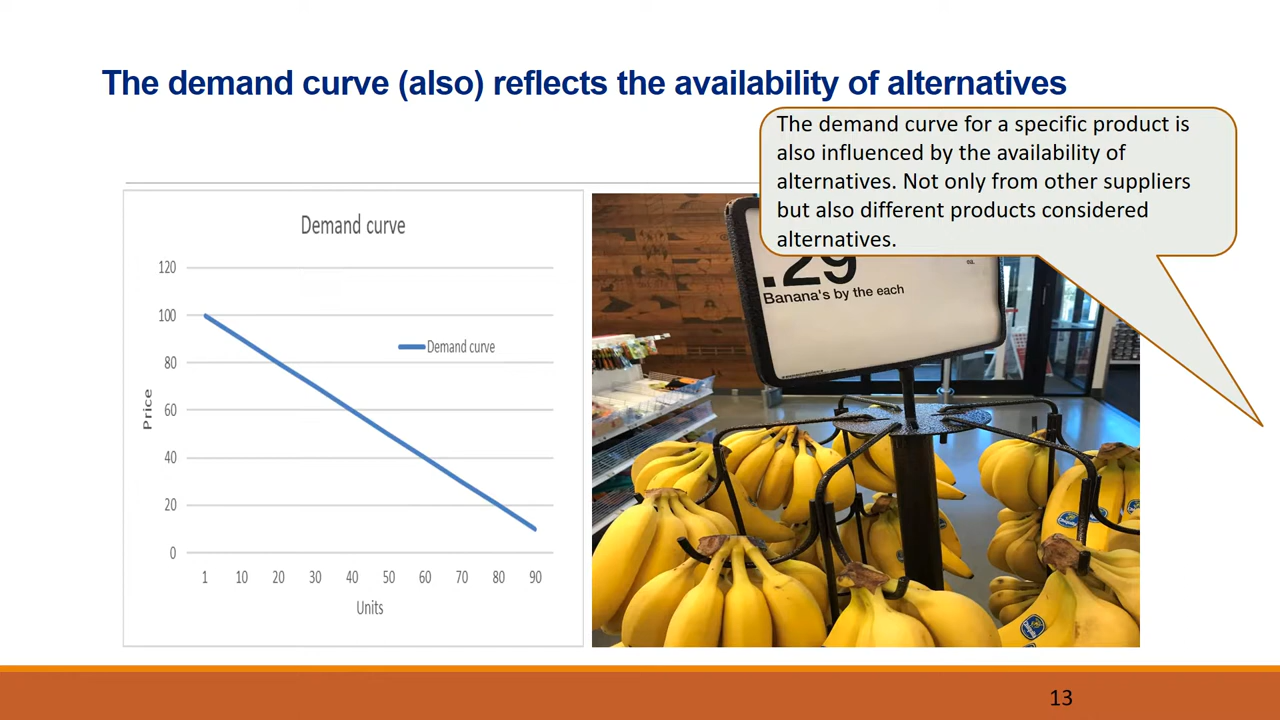 The demand curve (also) reflects the availability of alternatives
The demand curve for a specific product is
also influenced by the availability of
alternatives. Not only from other suppliers
but also different products considered
alternatives.
Demand curve
120
100
80
60
40
20
0
Price
Demand curve
1 10 20 30 40 50 60 70 80 90
Units
.29
ea.
Banana's by the each
Chiquita
Chiquita
13